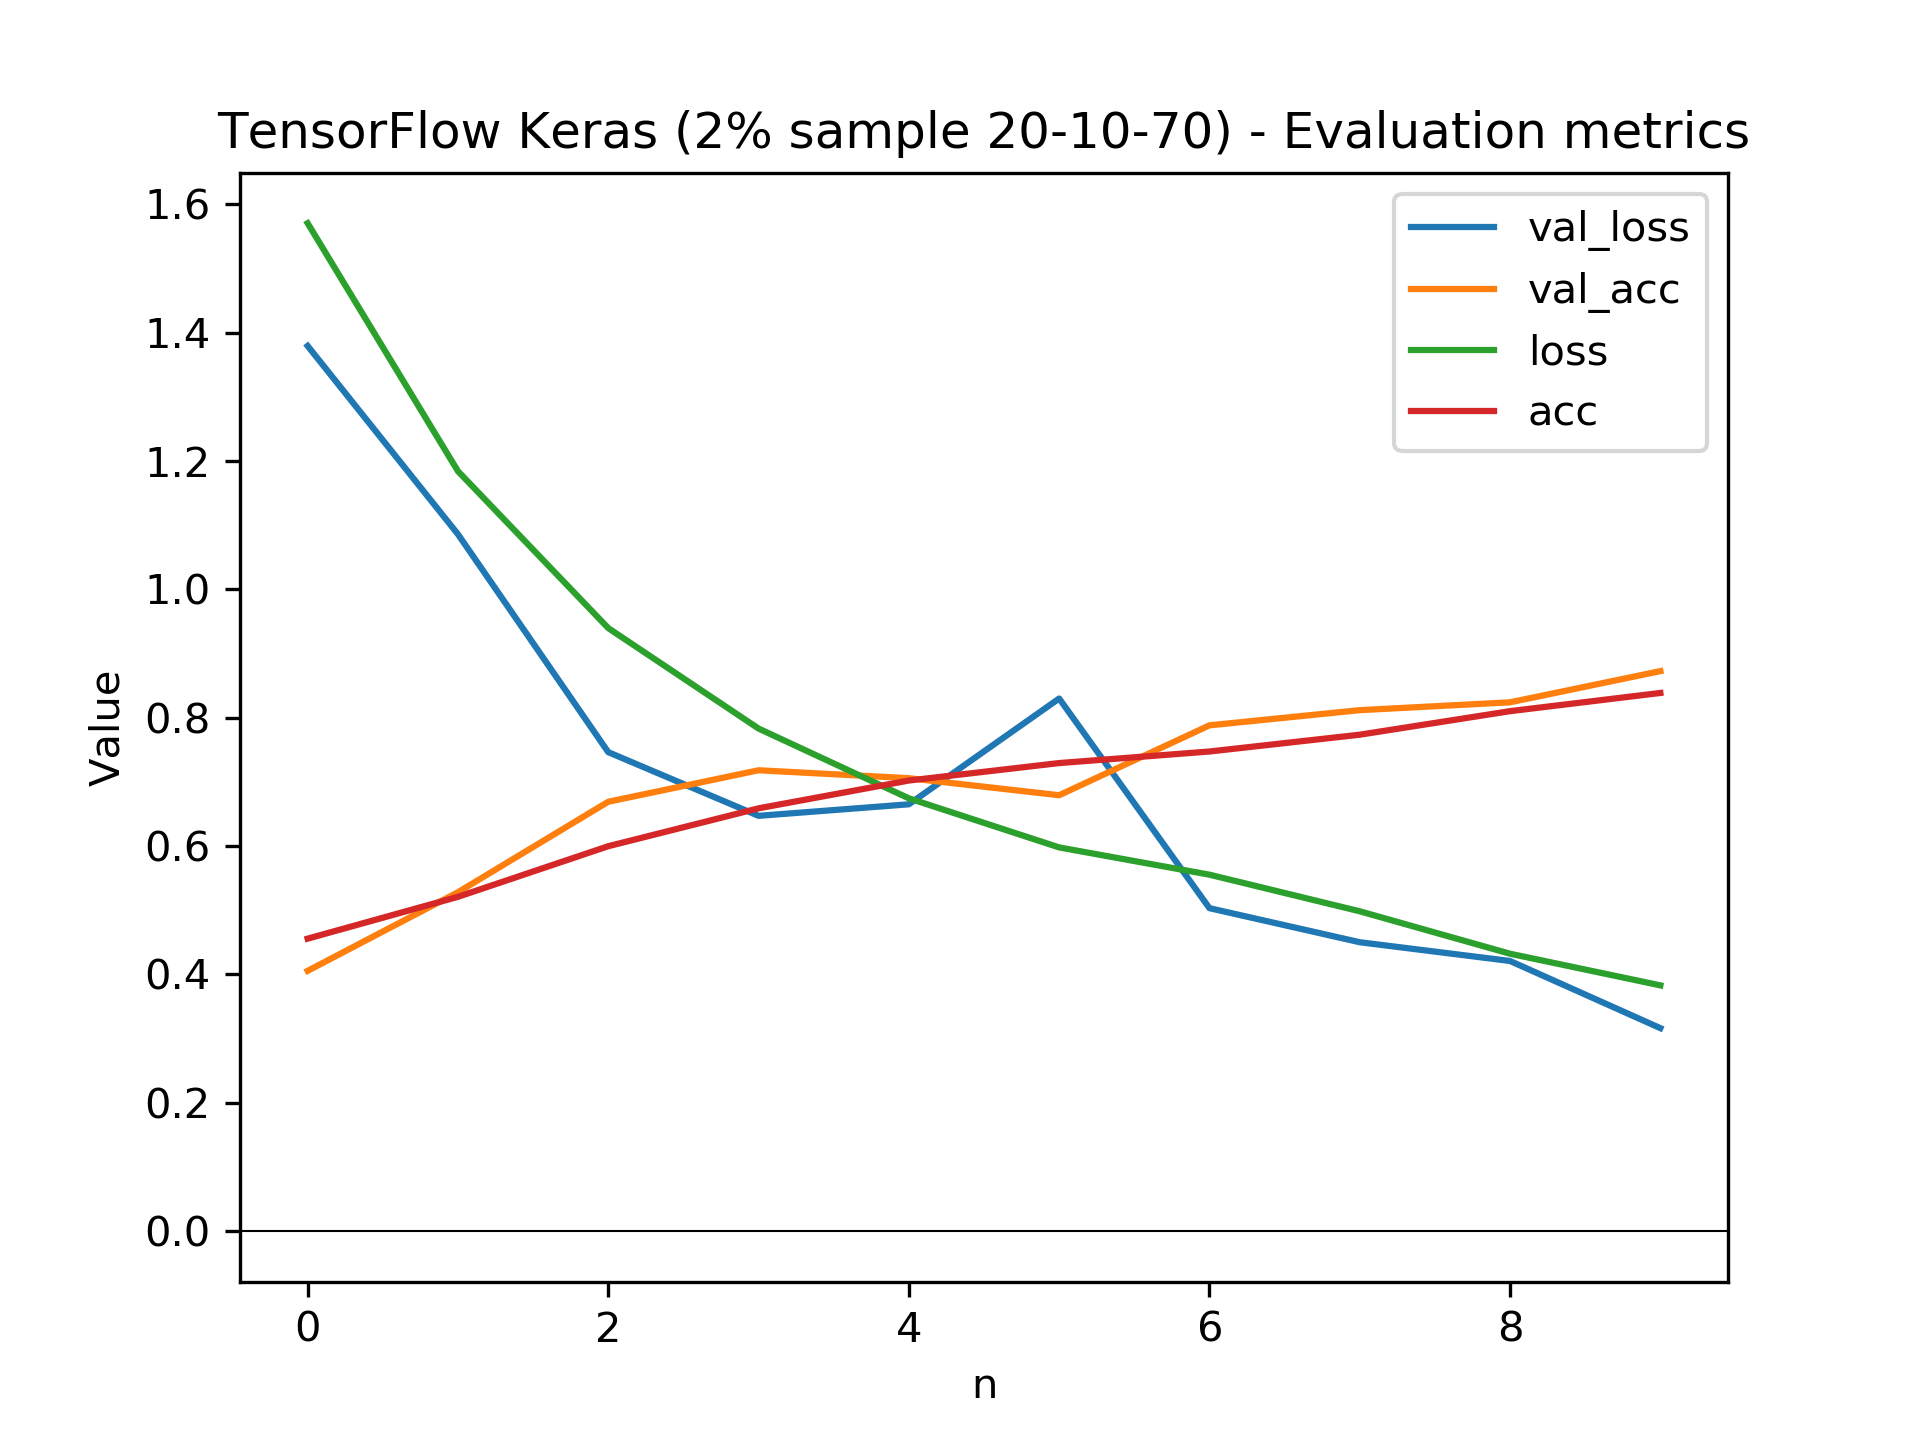 TensorFlow Keras (2% sample 20-10-70) - Evaluation metrics
1.6
1.4
1.2
1.0
0.8
0.6
0.4
0.2
0.0
Value
val_loss
val_acc
loss
acc
0 2 4 6 8
n